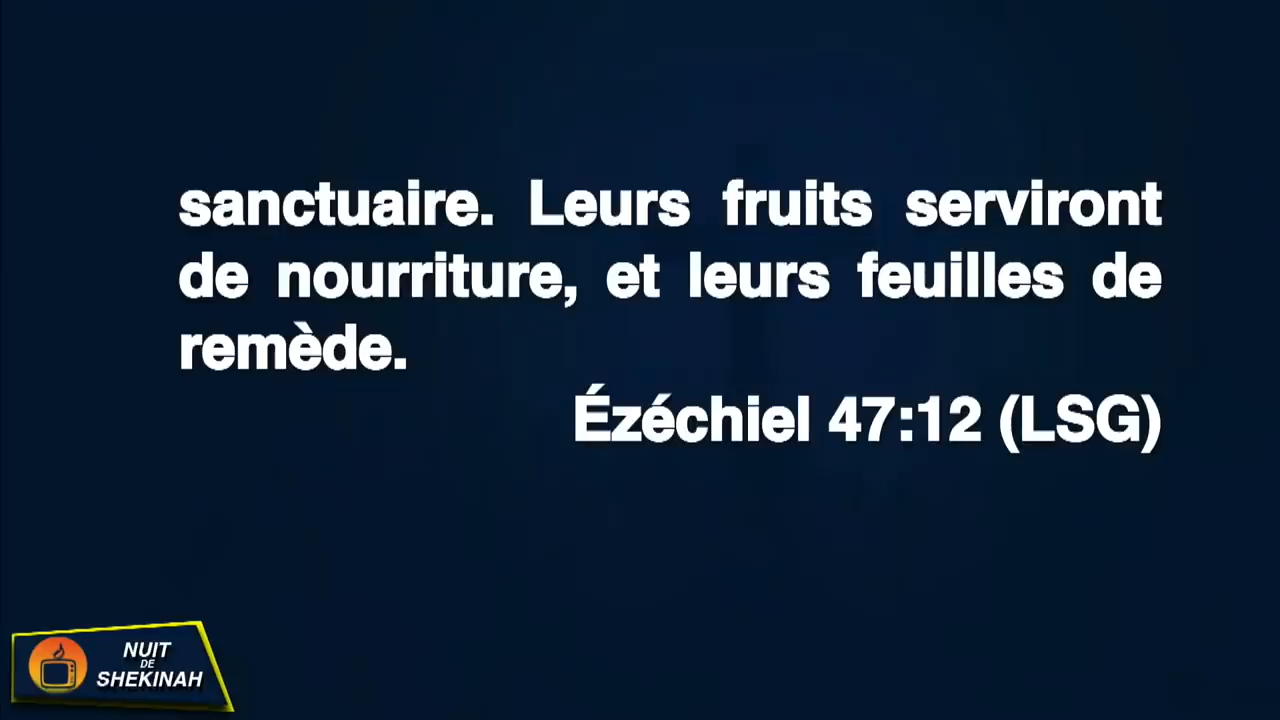 sanctuaire. Leurs fruits serviront
de nourriture, et leurs feuilles de
remède.
Ézéchiel 47:12 (LSG)
NUIT
DE
SHEKINAH